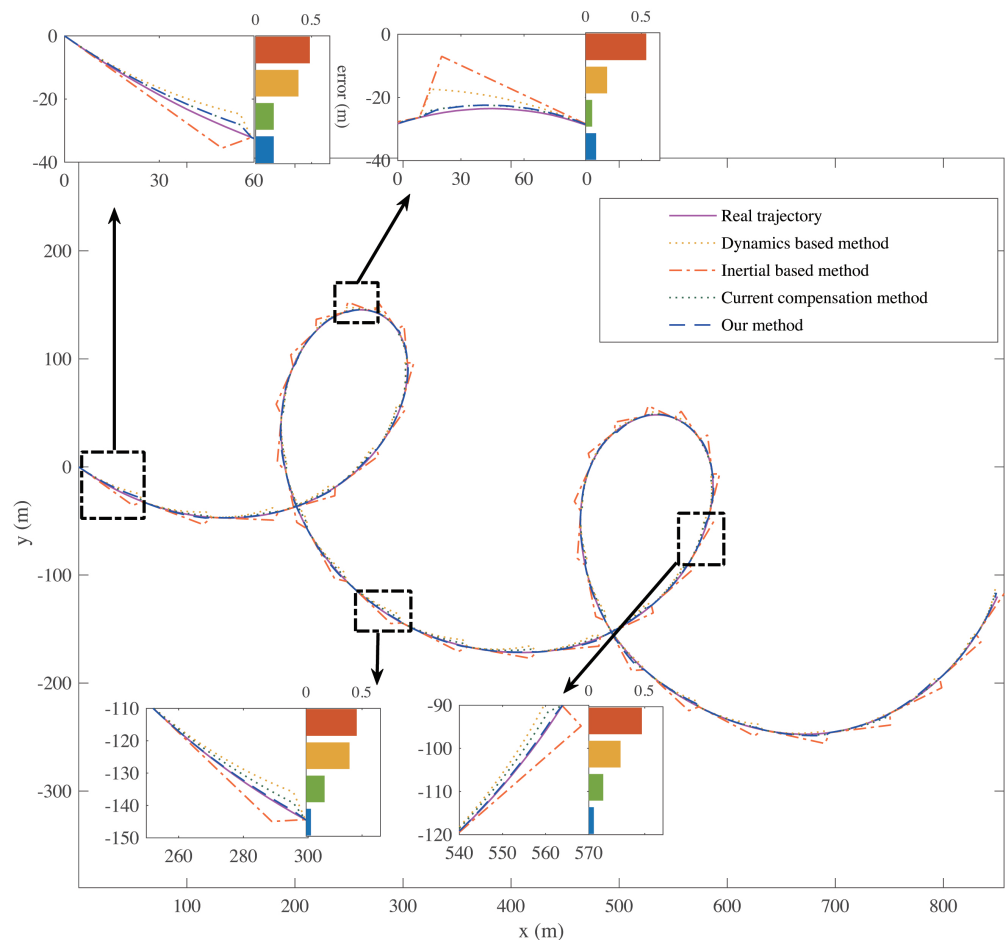 0 0.5
0
-20
-40
0 30 60
error (m)
0 0.5
0
-20
-40
0 30 60 0
Real trajectory
Dynamics based method
Inertial based method
Current compensation method
Our method
200
100
0
-100
-200
-300
y (m)
0 0.5
-110
-120
-130
-140
-150
260 280 300
0 0.5
-90
-100
-110
-120
540 550 560 570
100 200 300 400 500 600 700 800
x (m)